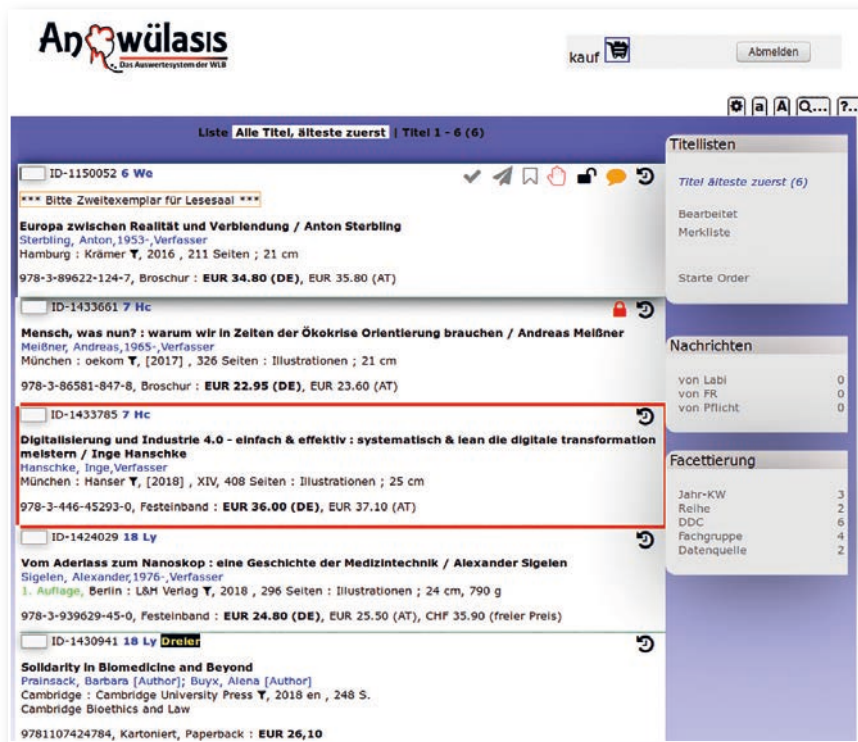 An wülasis
Das Auswertesystem der WLB
kauf
Abmelden
a A Q... ?..
Liste Alle Titel, älteste zuerst | Titel 1 - 6 (6)
ID-1150052 6 We
*** Bitte Zweitexemplar für Lesesaal ***
Europa zwischen Realität und Verblendung / Anton Sterbling
Sterbling, Anton,1953-,Verfasser
Hamburg : Krämer , 2016 , 211 Seiten ; 21 cm
978-3-89622-124-7, Broschur : EUR 34.80 (DE), EUR 35.80 (AT)
ID-1433661 7 Hc
Mensch, was nun? : warum wir in Zeiten der Ökokrise Orientierung brauchen / Andreas Meißner
Meißner, Andreas,1965-,Verfasser
München : oekom , [2017] , 326 Seiten : Illustrationen ; 21 cm
978-3-86581-847-8, Broschur : EUR 22.95 (DE), EUR 23.60 (AT)
ID-1433785 7 Hc
Digitalisierung und Industrie 4.0 - einfach & effektiv : systematisch & lean die digitale transformation
meistern / Inge Hanschke
Hanschke, Inge,Verfasser
München : Hanser , [2018] , XIV, 408 Seiten : Illustrationen ; 25 cm
978-3-446-45293-0, Festeinband : EUR 36.00 (DE), EUR 37.10 (AT)
ID-1424029 18 Ly
Vom Aderlass zum Nanoskop : eine Geschichte der Medizintechnik / Alexander Sigelen
Sigelen, Alexander,1976-,Verfasser
1. Auflage, Berlin : L&H Verlag , 2018 , 296 Seiten : Illustrationen ; 24 cm, 790 g
978-3-939629-45-0, Festeinband : EUR 24.80 (DE), EUR 25.50 (AT), CHF 35.90 (freier Preis)
ID-1430941 18 Ly Dreier
Solidarity in Biomedicine and Beyond
Prainsack, Barbara [Author]; Buyx, Alena [Author]
Cambridge : Cambridge University Press , 2018 en , 248 S.
Cambridge Bioethics and Law
9781107424784, Kartoniert, Paperback : EUR 26,10
Titellisten
Titel älteste zuerst (6)
Bearbeitet
Merkliste
Starte Order
Nachrichten
von Labi 0
von FR 0
von Pflicht 0
Facettierung
Jahr-KW 3
Reihe 2
DDC 6
Fachgruppe 4
Datenquelle 2